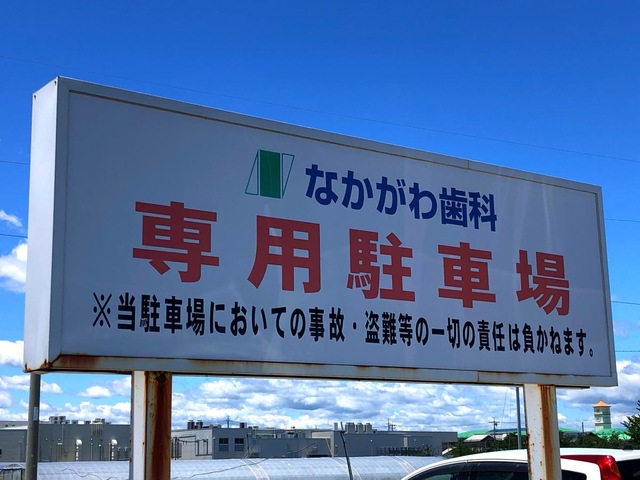 なかがわ歯科
専用駐車場
※当駐車場においての事故・盗難等の一切の責任は負かねます。